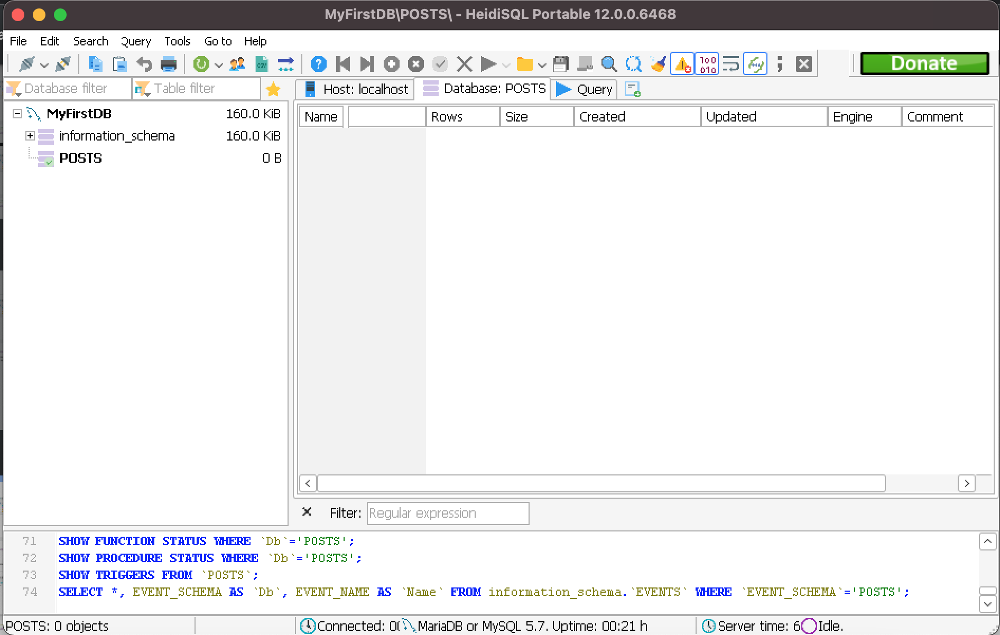 MyFirstDB\POSTS\ - HeidiSQL Portable 12.0.0.6468
File Edit Search Query Tools Go to Help
Donate
Database filter Table filter
Host: localhost Database: POSTS Query
MyFirstDB 160.0 KiB
information_schema 160.0 KiB
POSTS 0 B
Name Rows Size Created Updated Engine Comment
Filter: Regular expression
71 SHOW FUNCTION STATUS WHERE `Db`='POSTS';
72 SHOW PROCEDURE STATUS WHERE `Db`='POSTS';
73 SHOW TRIGGERS FROM `POSTS`;
74 SELECT *, EVENT_SCHEMA AS `Db`, EVENT_NAME AS `Name` FROM information_schema.`EVENTS` WHERE `EVENT_SCHEMA`='POSTS';
POSTS: 0 objects Connected: 0 MariaDB or MySQL 5.7. Uptime: 00:21 h Server time: 6 Idle.